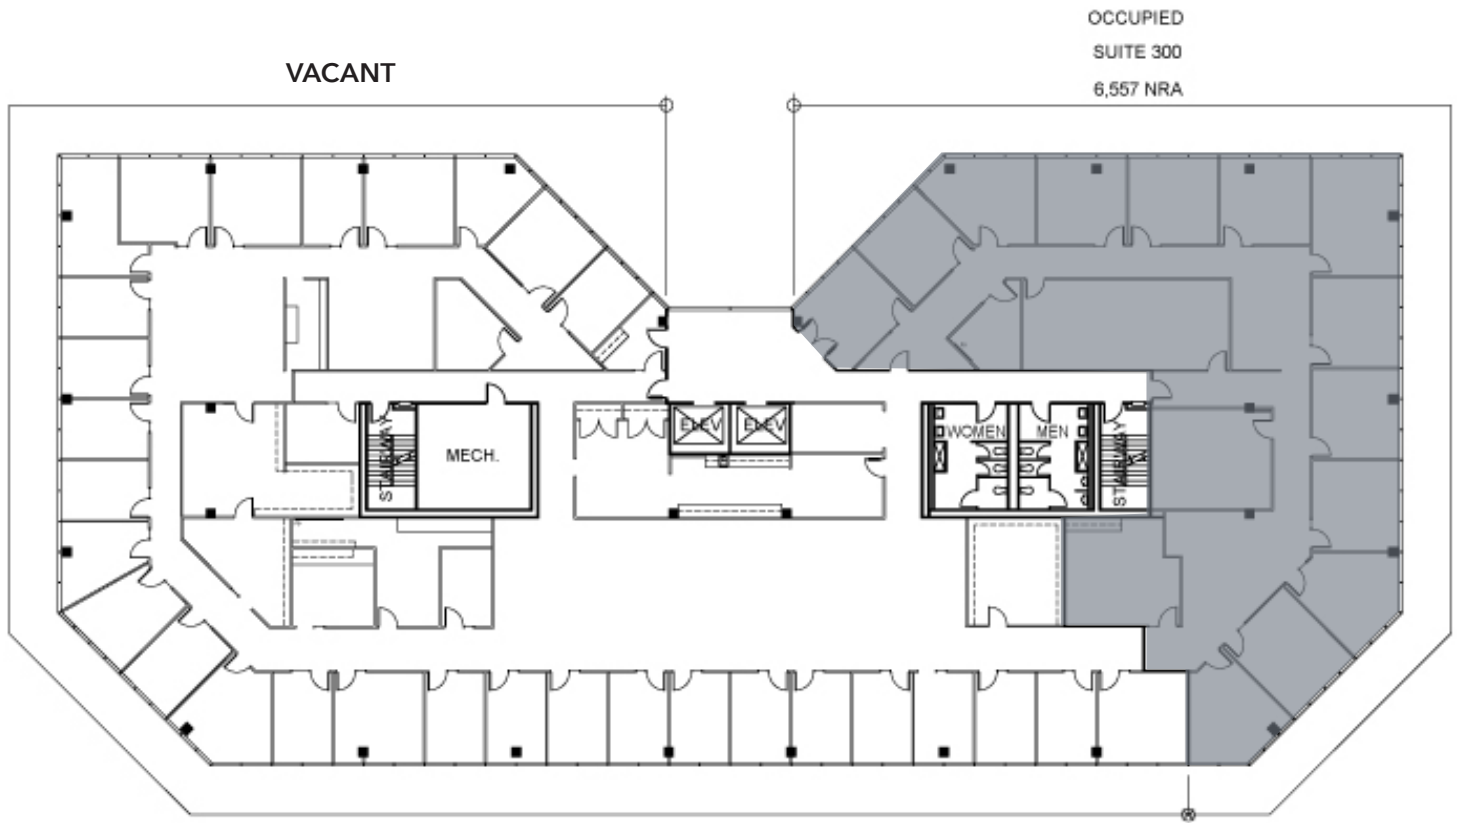 OCCUPIED
SUITE 300
6,557 NRA
VACANT
ELEV
ELEV
STAIRWAY
MECH.
WOMEN
MEN
STAIRWAY